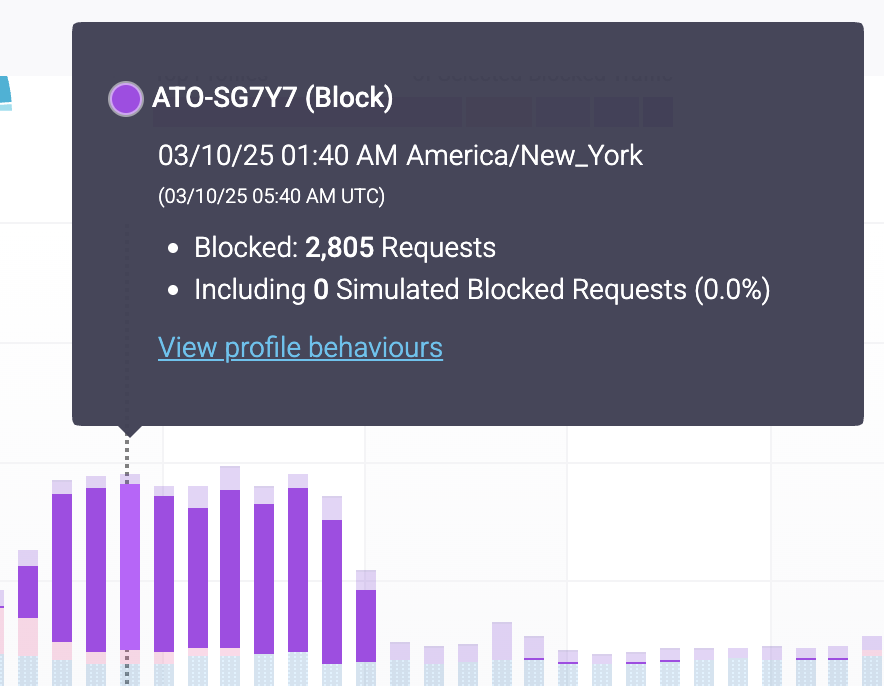 ATO-SG7Y7 (Block)
03/10/25 01:40 AM America/New_York
(03/10/25 05:40 AM UTC)
• Blocked: 2,805 Requests
• Including 0 Simulated Blocked Requests (0.0%)
View profile behaviours